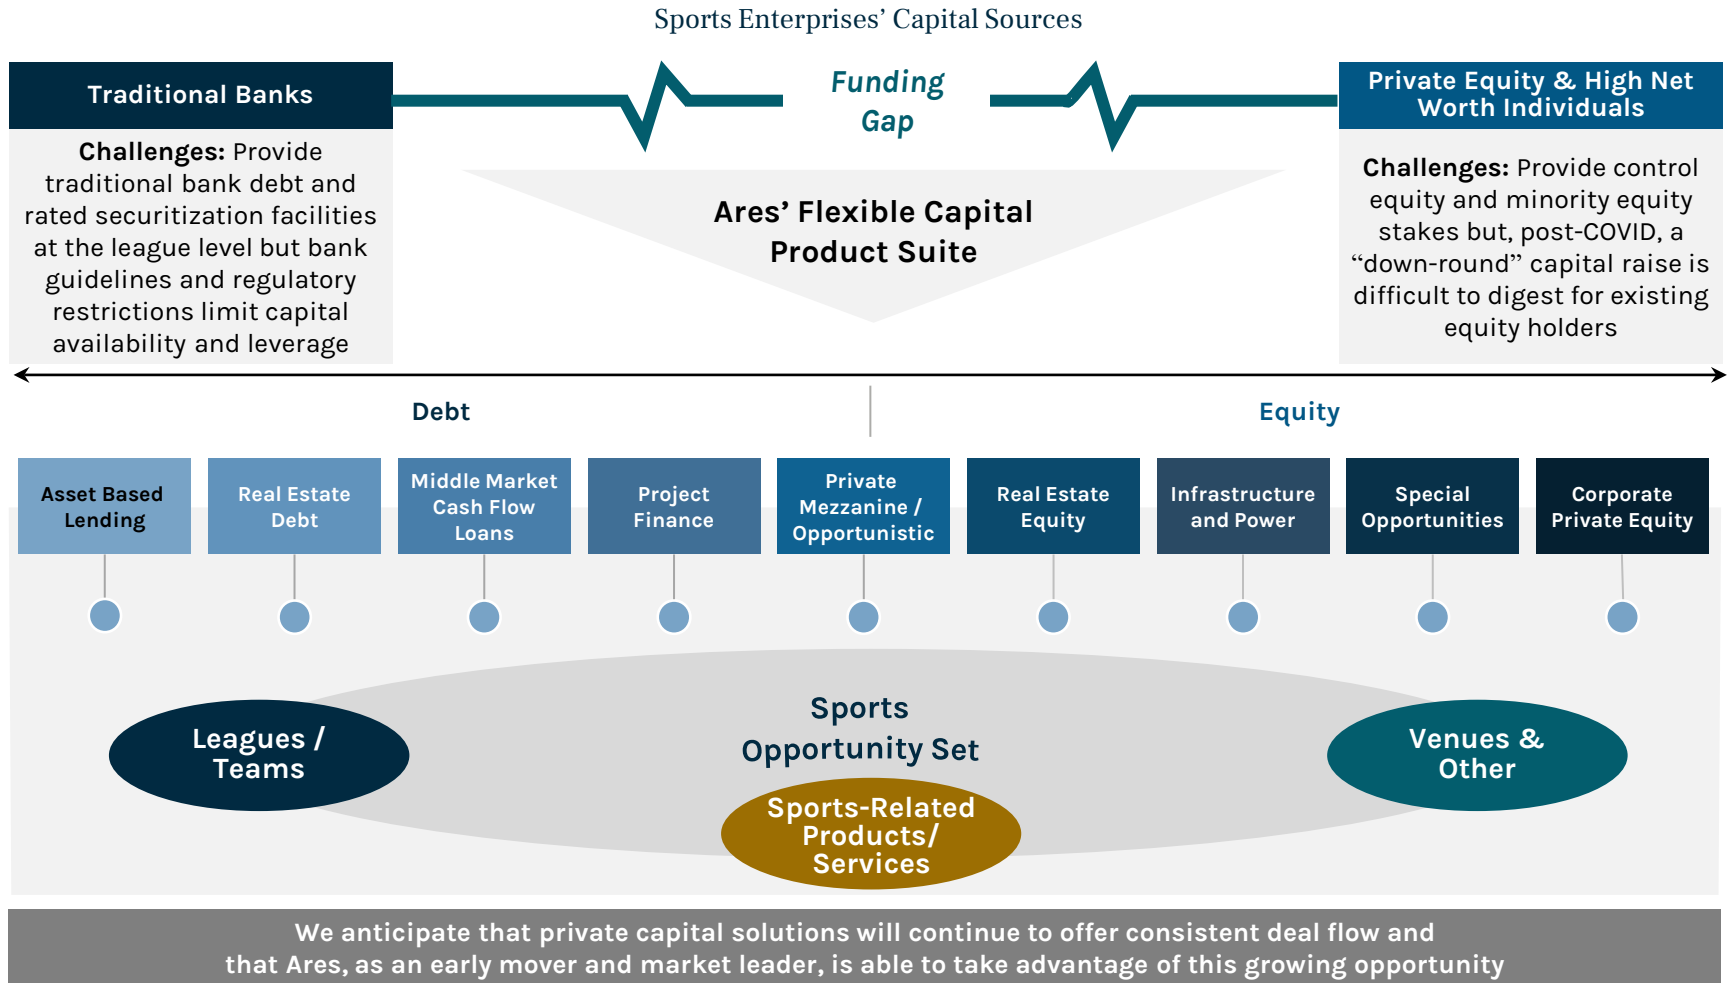 Sports Enterprises’ Capital Sources
Traditional Banks
Challenges: Provide
traditional bank debt and
rated securitization facilities
at the league level but bank
guidelines and regulatory
restrictions limit capital
availability and leverage
Funding
Gap
Ares’ Flexible Capital
Product Suite
Private Equity & High Net
Worth Individuals
Challenges: Provide control
equity and minority equity
stakes but, post-COVID, a
“down-round” capital raise is
difficult to digest for existing
equity holders
Debt
Equity
Asset Based
Lending
Real Estate
Debt
Middle Market
Cash Flow
Loans
Project
Finance
Private
Mezzanine /
Opportunistic
Real Estate
Equity
Infrastructure
and Power
Special
Opportunities
Corporate
Private Equity
Sports
Opportunity Set
Leagues /
Teams
Sports-Related
Products/
Services
Venues &
Other
We anticipate that private capital solutions will continue to offer consistent deal flow and
that Ares, as an early mover and market leader, is able to take advantage of this growing opportunity